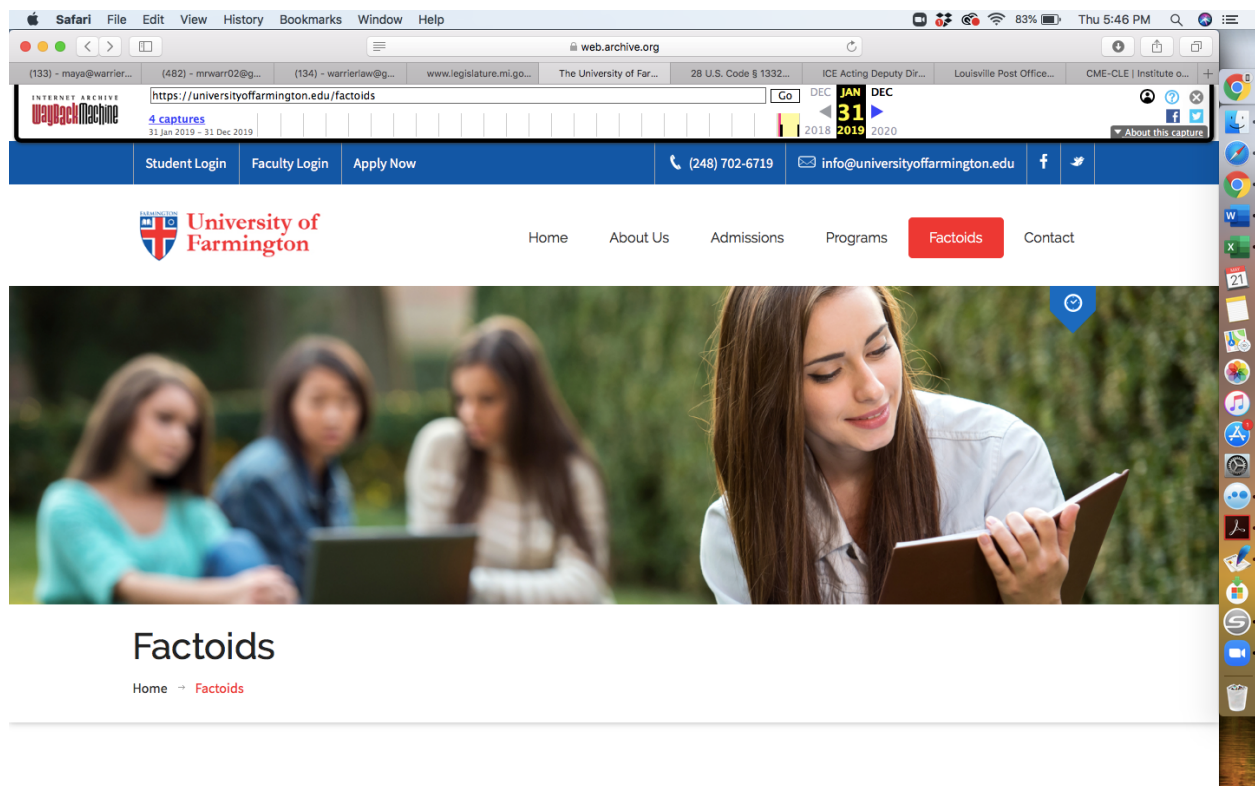 Safari File Edit View History Bookmarks Window Help 83% Thu 5:46 PM
web.archive.org
(133) - maya@warrier... (482) - mrwarr02@g... (134) - warrierlaw@g... www.legislature.mi.go... The University of Far... 28 U.S. Code § 1332... ICE Acting Deputy Dir... Louisville Post Office... CME-CLE | Institute o...
INTERNET ARCHIVE
WayBackMachine
https://universityoffarmington.edu/factoids Go
DEC JAN DEC
4 captures
31
31 Jan 2019 - 31 Dec 2019
2018 2019 2020
▼ About this capture
Student Login Faculty Login Apply Now (248) 702-6719 info@universityoffarmington.edu
FARMINGTON
University of
Farmington
Home About Us Admissions Programs Factoids Contact
Factoids
Home → Factoids
21